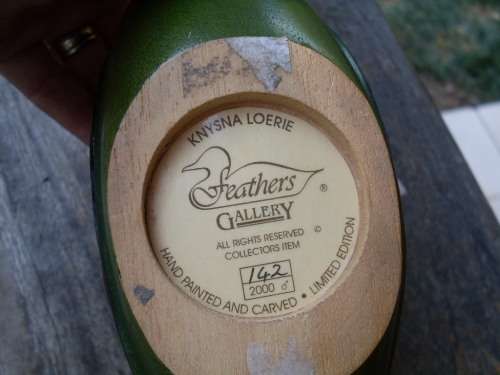 KNYSNA LOERIE
Feathers ®
GALLERY
ALL RIGHTS RESERVED ©
COLLECTORS ITEM
142
2000 ♂
HAND PAINTED AND CARVED • LIMITED EDITION